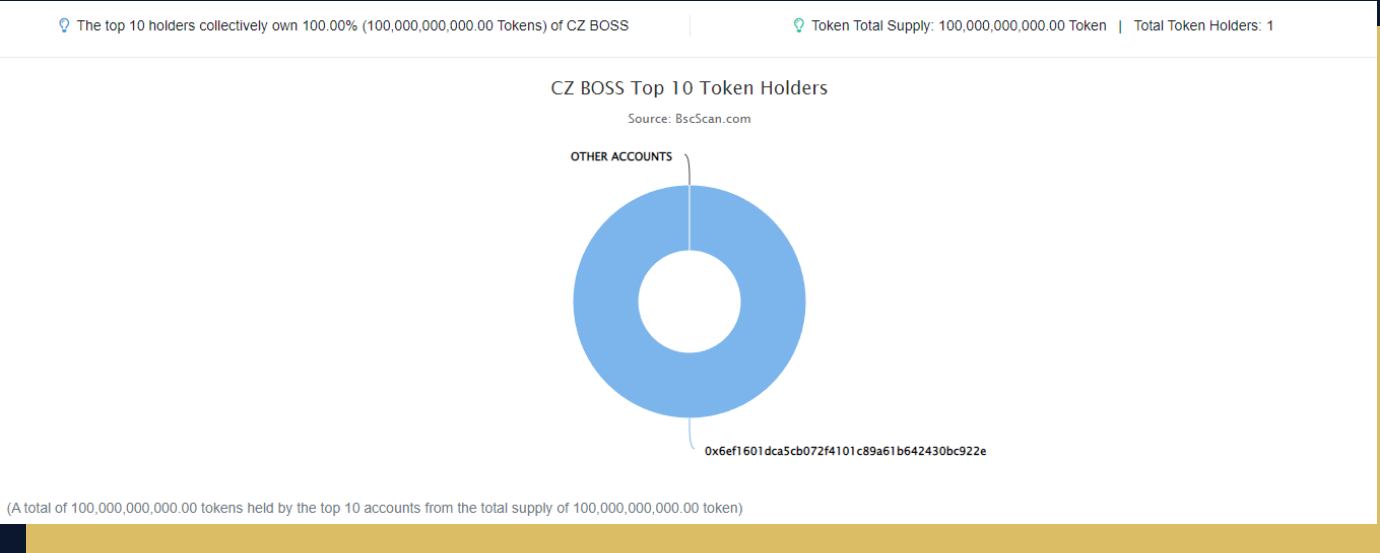 The top 10 holders collectively own 100.00% (100,000,000,000.00 Tokens) of CZ BOSS
Token Total Supply: 100,000,000,000.00 Token | Total Token Holders: 1
CZ BOSS Top 10 Token Holders
Source: BscScan.com
OTHER ACCOUNTS
0x6ef1601dca5cb072f4101c89a61b642430bc922e
(A total of 100,000,000,000.00 tokens held by the top 10 accounts from the total supply of 100,000,000,000.00 token)